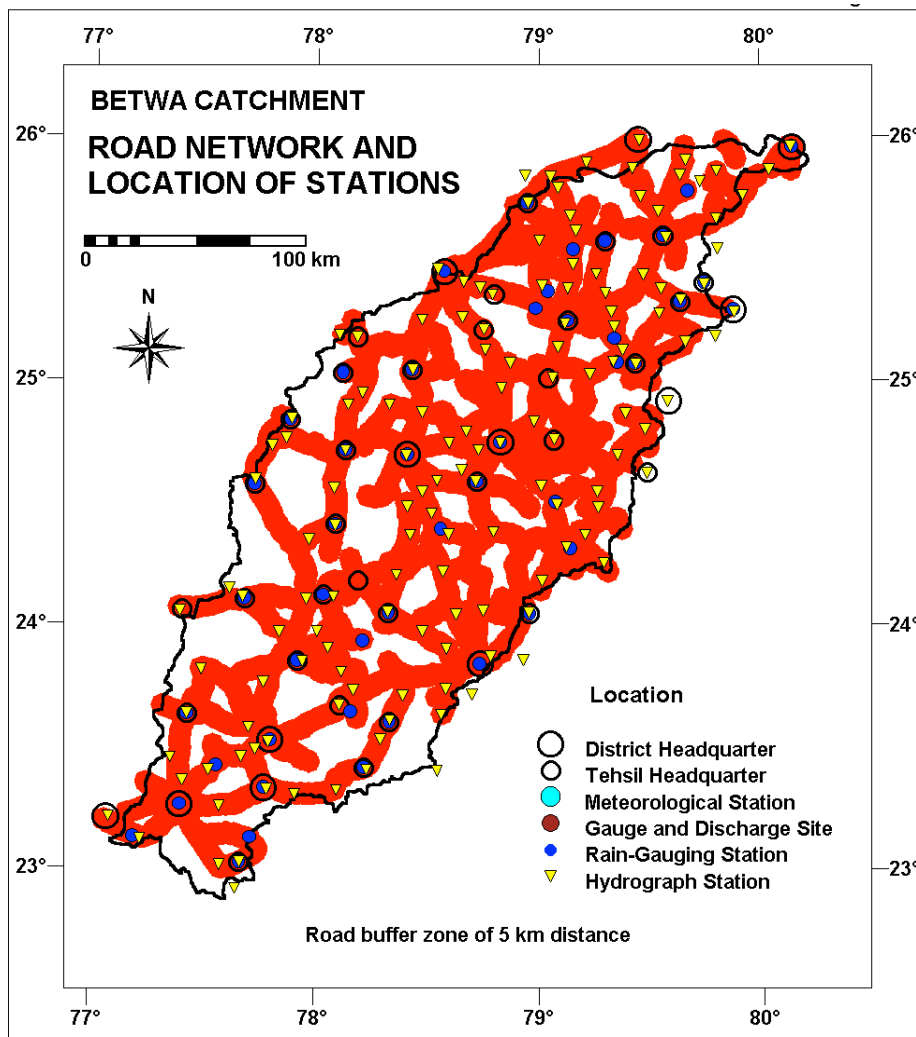 77° 78° 79° 80°
BETWA CATCHMENT
26° 26°
ROAD NETWORK AND
LOCATION OF STATIONS
0 100 km
N
25° 25°
24° 24°
Location
District Headquarter
Tehsil Headquarter
Meteorological Station
Gauge and Discharge Site
Rain-Gauging Station
23° 23°
Hydrograph Station
Road buffer zone of 5 km distance
77° 78° 79° 80°